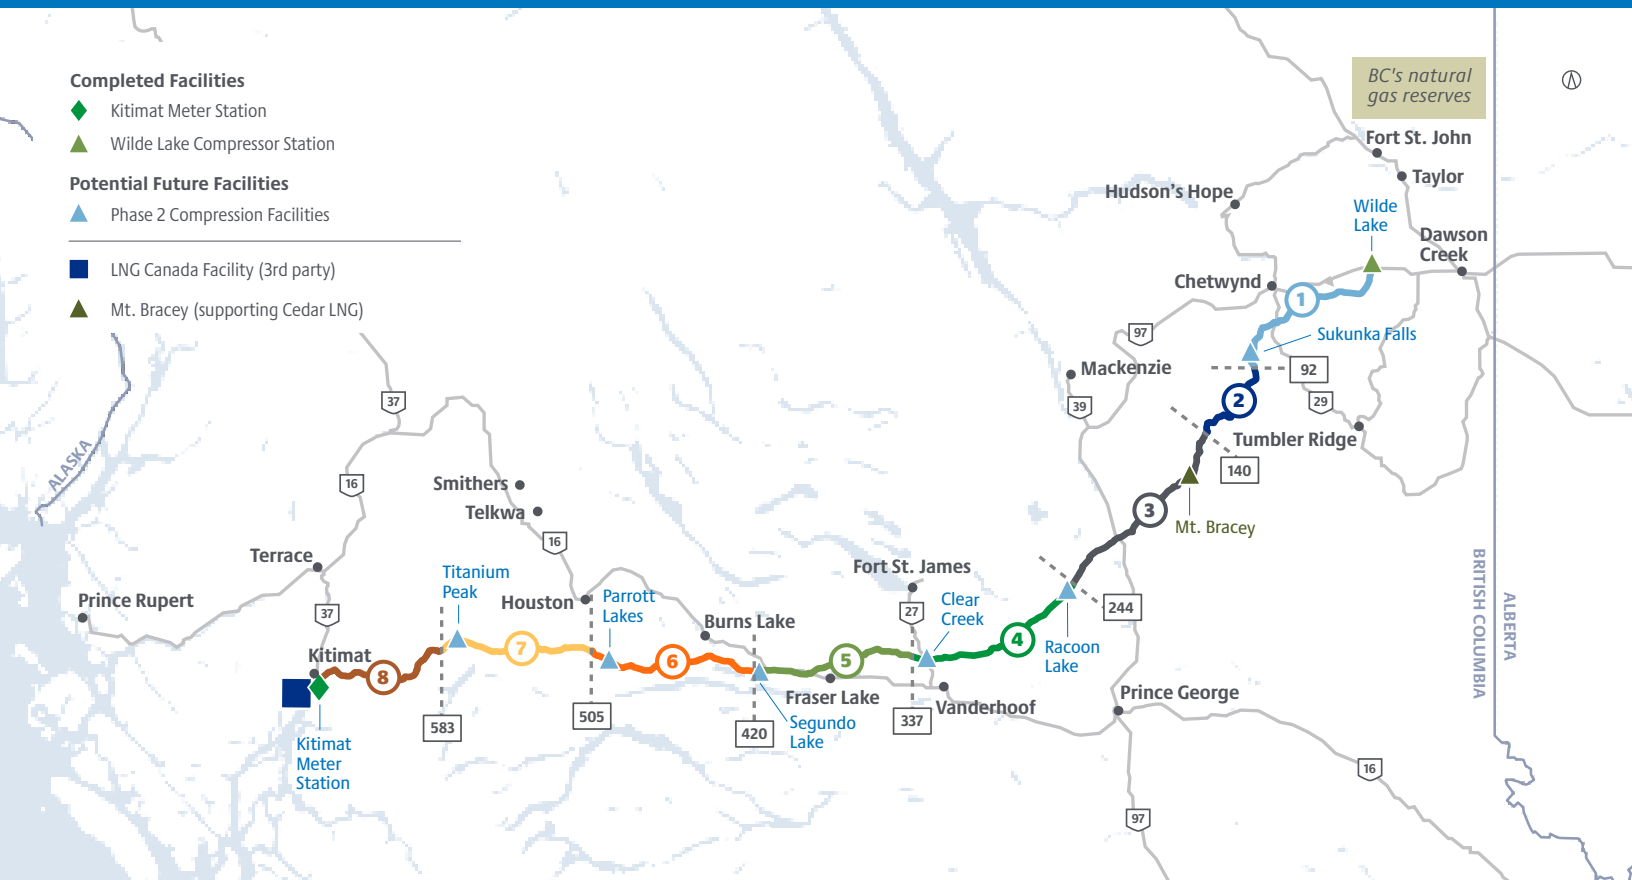 Completed Facilities
Kitimat Meter Station
Wilde Lake Compressor Station
Potential Future Facilities
Phase 2 Compression Facilities
LNG Canada Facility (3rd party)
Mt. Bracey (supporting Cedar LNG)
BC's natural
gas reserves
Fort St. John
Taylor
Hudson's Hope
Wilde
Lake
Dawson
Creek
Chetwynd
1
97
Sukunka Falls
Mackenzie
92
2
29
39
37
Tumbler Ridge
140
ALASKA
16
Smithers
Telkwa
3
Mt. Bracey
16
Terrace
Titanium
Peak
Fort St. James
BRITISH COLUMBIA
ALBERTA
Prince Rupert
37
Houston
Parrott
Lakes
Clear
Creek
27
244
Burns Lake
4
Racoon
Lake
Kitimat
8
7
6
5
Fraser Lake
Vanderhoof
Prince George
583
505
420
Segundo
Lake
337
Kitimat
Meter
Station
16
97